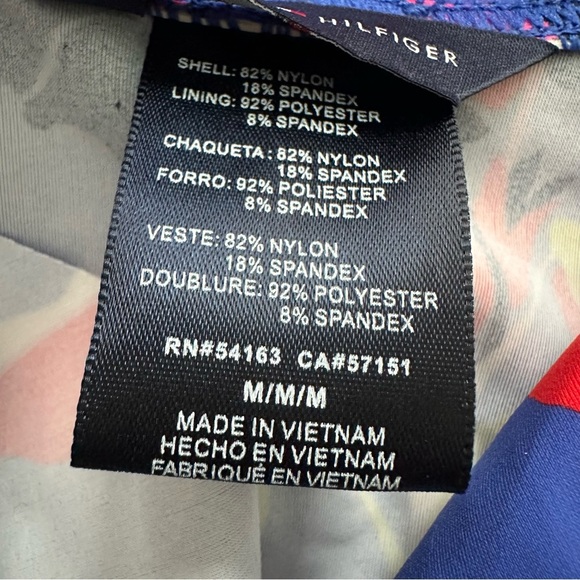 HILFIGER
SHELL: 82% NYLON
18% SPANDEX
LINING: 92% POLYESTER
8% SPANDEX
CHAQUETA: 82% NYLON
18% SPANDEX
FORRO: 92% POLIESTER
8% SPANDEX
VESTE: 82% NYLON
18% SPANDEX
DOUBLURE: 92% POLYESTER
8% SPANDEX
RN#54163 CA#57151
M/M/M
MADE IN VIETNAM
HECHO EN VIETNAM
FABRIQUÉ EN VIETNAM